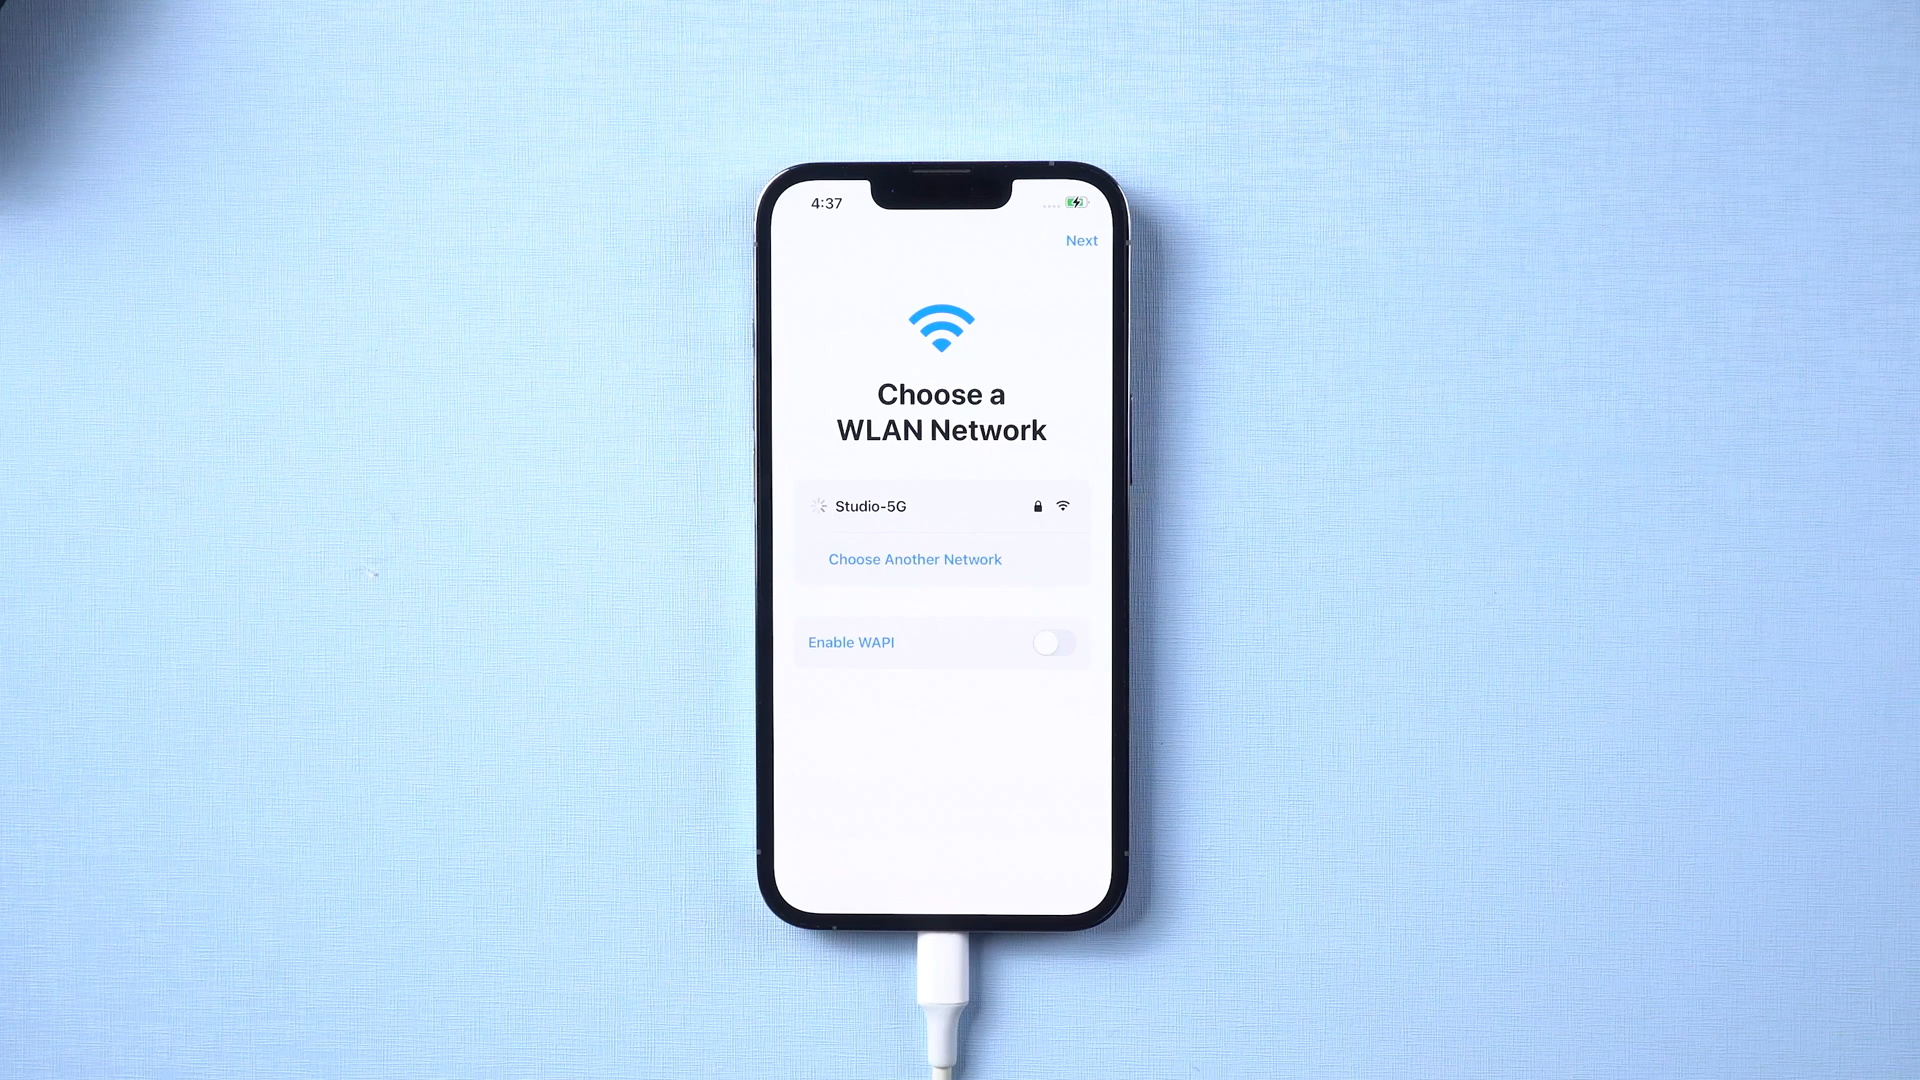 4:37
Next
Choose a
WLAN Network
Studio-5G
Choose Another Network
Enable WAPI